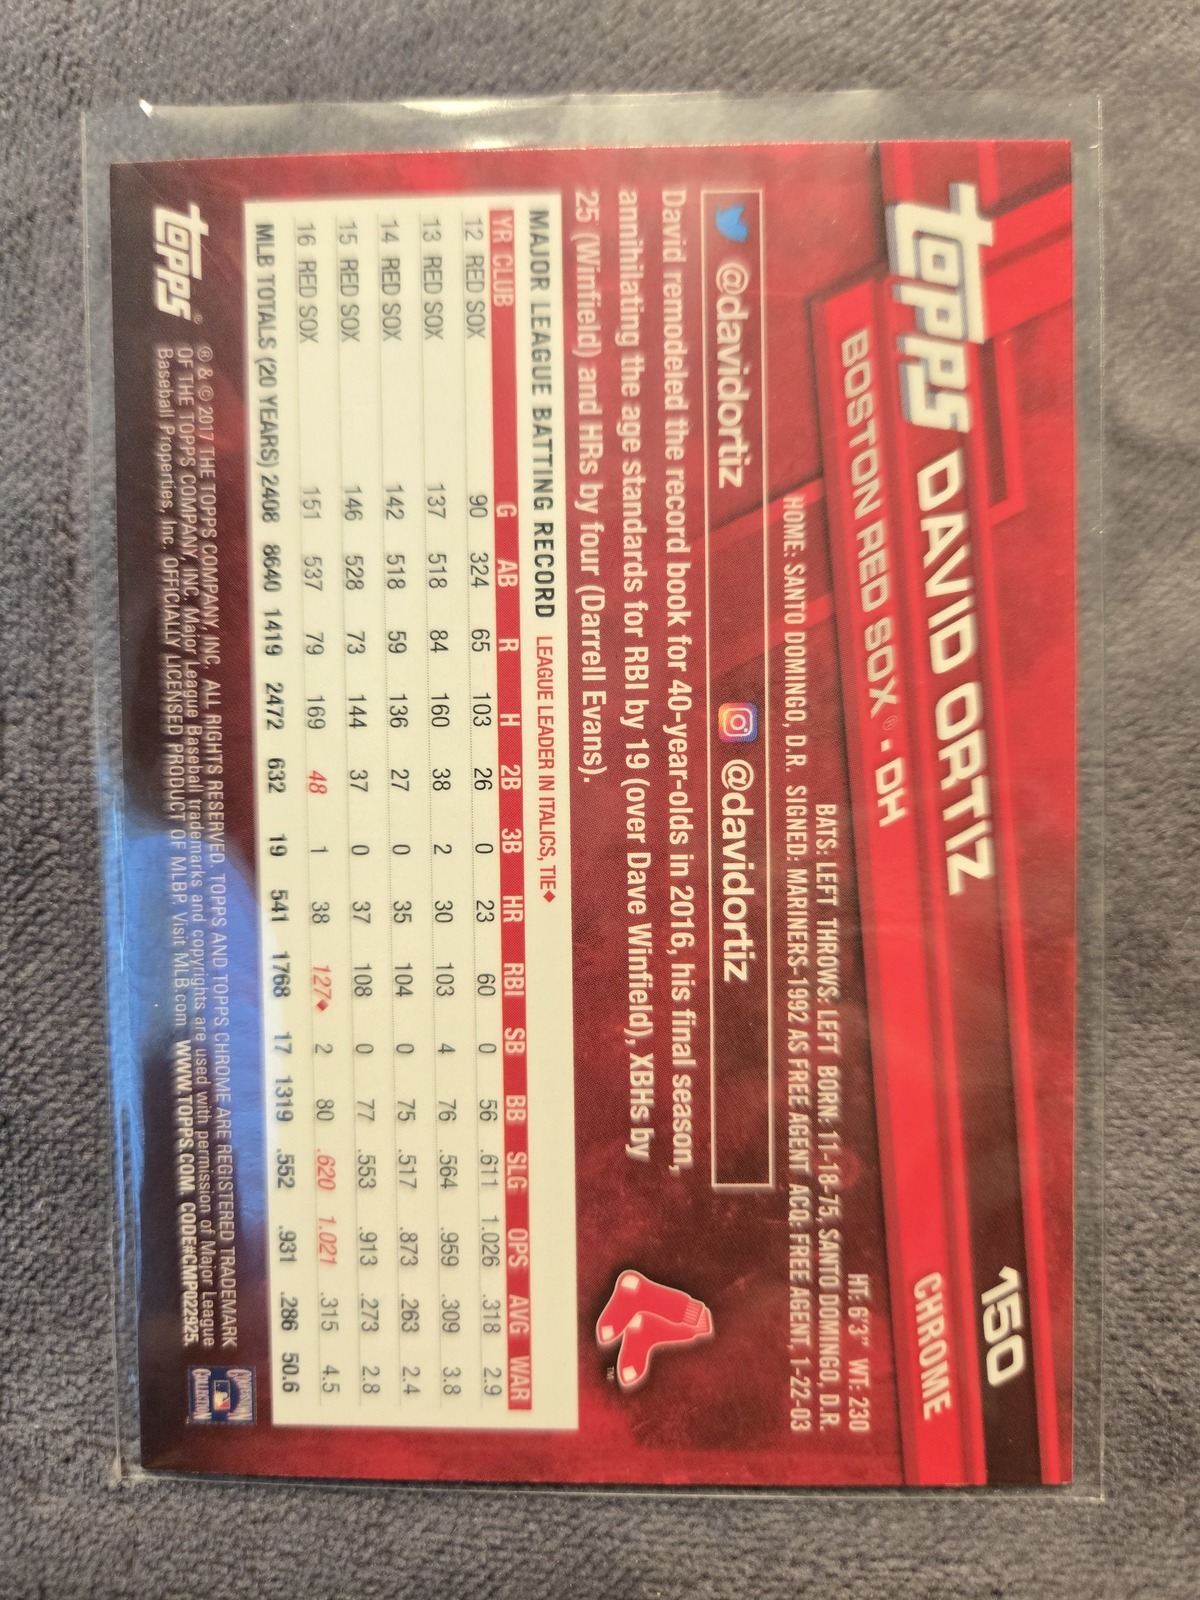 topps DAVID ORTIZ 150
BOSTON RED SOX® • DH CHROME
HT: 6'3" WT: 230
BATS: LEFT THROWS: LEFT BORN: 11-18-75, SANTO DOMINGO, D.R.
HOME: SANTO DOMINGO, D.R. SIGNED: MARINERS-1992 AS FREE AGENT ACQ: FREE AGENT, 1-22-03
@davidortiz @davidortiz
David remodeled the record book for 40-year-olds in 2016, his final season,
annihilating the age standards for RBI by 19 (over Dave Winfield), XBHs by
25 (Winfield) and HRs by four (Darrell Evans).
TM
MAJOR LEAGUE BATTING RECORD LEAGUE LEADER IN ITALICS, TIE♦
YR CLUB G AB R H 2B 3B HR RBI SB BB SLG OPS AVG WAR
12 RED SOX 90 324 65 103 26 0 23 60 0 56 .611 1.026 .318 2.9
13 RED SOX 137 518 84 160 38 2 30 103 4 76 .564 .959 .309 3.8
14 RED SOX 142 518 59 136 27 0 35 104 0 75 .517 .873 .263 2.4
15 RED SOX 146 528 73 144 37 0 37 108 0 77 .553 .913 .273 2.8
16 RED SOX 151 537 79 169 48 1 38 127♦ 2 80 .620 1.021 .315 4.5
MLB TOTALS (20 YEARS) 2408 8640 1419 2472 632 19 541 1768 17 1319 .552 .931 .286 50.6
topps®
® & © 2017 THE TOPPS COMPANY, INC. ALL RIGHTS RESERVED. TOPPS AND TOPPS CHROME ARE REGISTERED TRADEMARK
OF THE TOPPS COMPANY, INC. Major League Baseball trademarks and copyrights are used with permission of Major League
Baseball Properties, Inc. OFFICIALLY LICENSED PRODUCT OF MLBP. Visit MLB.com WWW.TOPPS.COM CODE#CMP022925
COOPERSTOWN
COLLECTION